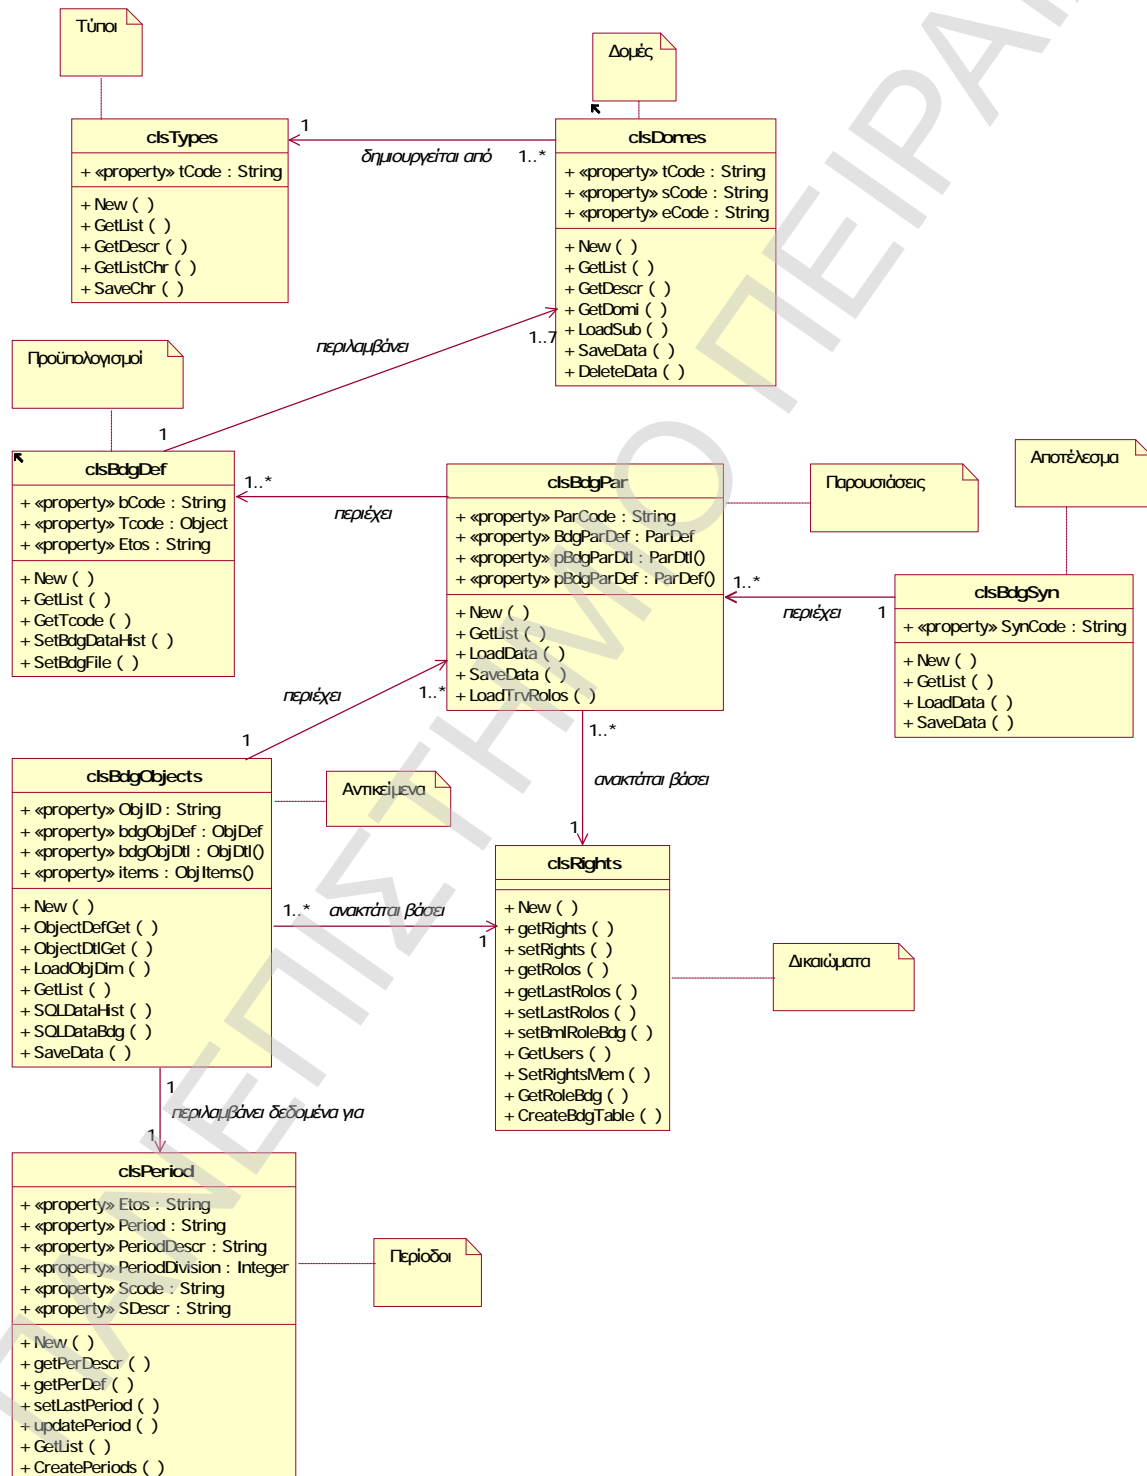 Τύποι
Δομές
clsTypes
+ «property» tCode : String
+ New ( )
+ GetList ( )
+ GetDescr ( )
+ GetListChr ( )
+ SaveChr ( )
1
δημιουργείται από
1..*
clsDomes
+ «property» tCode : String
+ «property» sCode : String
+ «property» eCode : String
+ New ( )
+ GetList ( )
+ GetDescr ( )
+ GetDomi ( )
+ LoadSub ( )
+ SaveData ( )
+ DeleteData ( )
1..7
περιλαμβάνει
1
Προϋπολογισμοί
clsBdgDef
+ «property» bCode : String
+ «property» Tcode : Object
+ «property» Etos : String
+ New ( )
+ GetList ( )
+ GetTcode ( )
+ SetBdgDataHist ( )
+ SetBdgFile ( )
1..*
περιέχει
clsBdgPar
+ «property» ParCode : String
+ «property» BdgParDef : ParDef
+ «property» pBdgParDtl : ParDtl()
+ «property» pBdgParDef : ParDef()
+ New ( )
+ GetList ( )
+ LoadData ( )
+ SaveData ( )
+ LoadTrvRolos ( )
Παρουσιάσεις
Αποτέλεσμα
1..*
περιέχει
1
clsBdgSyn
+ «property» SynCode : String
+ New ( )
+ GetList ( )
+ LoadData ( )
+ SaveData ( )
περιέχει
1..*
1
1..*
ανακτάται βάσει
1
clsBdgObjects
+ «property» ObjID : String
+ «property» bdgObjDef : ObjDef
+ «property» bdgObjDtl : ObjDtl()
+ «property» items : ObjItems()
+ New ( )
+ ObjectDefGet ( )
+ ObjectDtlGet ( )
+ LoadObjDim ( )
+ GetList ( )
+ SQLDataHist ( )
+ SQLDataBdg ( )
+ SaveData ( )
Αντικείμενα
1..*
ανακτάται βάσει
1
clsRights
+ New ( )
+ getRights ( )
+ setRights ( )
+ getRolos ( )
+ getLastRolos ( )
+ setLastRolos ( )
+ setBmlRoleBdg ( )
+ GetUsers ( )
+ SetRightsMem ( )
+ GetRoleBdg ( )
+ CreateBdgTable ( )
Δικαιώματα
1
περιλαμβάνει δεδομένα για
1
clsPeriod
+ «property» Etos : String
+ «property» Period : String
+ «property» PeriodDescr : String
+ «property» PeriodDivision : Integer
+ «property» Scode : String
+ «property» SDescr : String
+ New ( )
+ getPerDescr ( )
+ getPerDef ( )
+ setLastPeriod ( )
+ updatePeriod ( )
+ GetList ( )
+ CreatePeriods ( )
Περίοδοι
ΠΑΝΕΠΙΣΤΗΜΙΟ ΠΕΙΡΑΙ